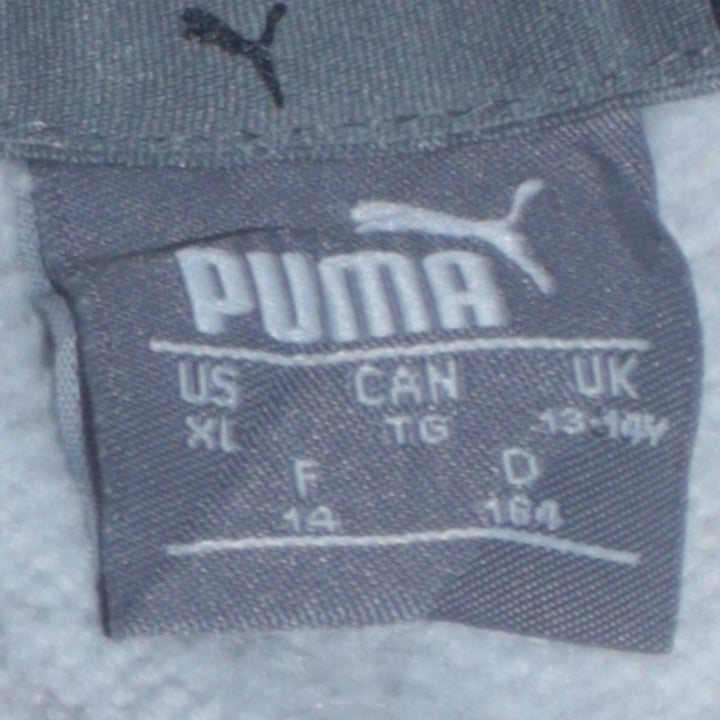 PUMA
US CAN UK
XL TG 13-14Y
F D
14 164